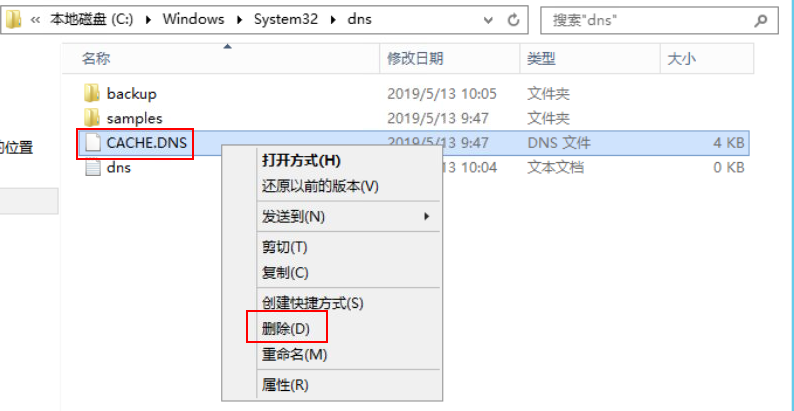 « 本地磁盘 (C:) ▸ Windows ▸ System32 ▸ dns
搜索"dns"
名称 修改日期 类型 大小
backup 2019/5/13 10:05 文件夹
samples 2019/5/13 9:47 文件夹
的位置
CACHE.DNS 2019/5/13 9:47 DNS 文件 4 KB
dns 13 10:04 文本文档 0 KB
打开方式(H)
还原以前的版本(V)
发送到(N)
剪切(T)
复制(C)
创建快捷方式(S)
删除(D)
重命名(M)
属性(R)